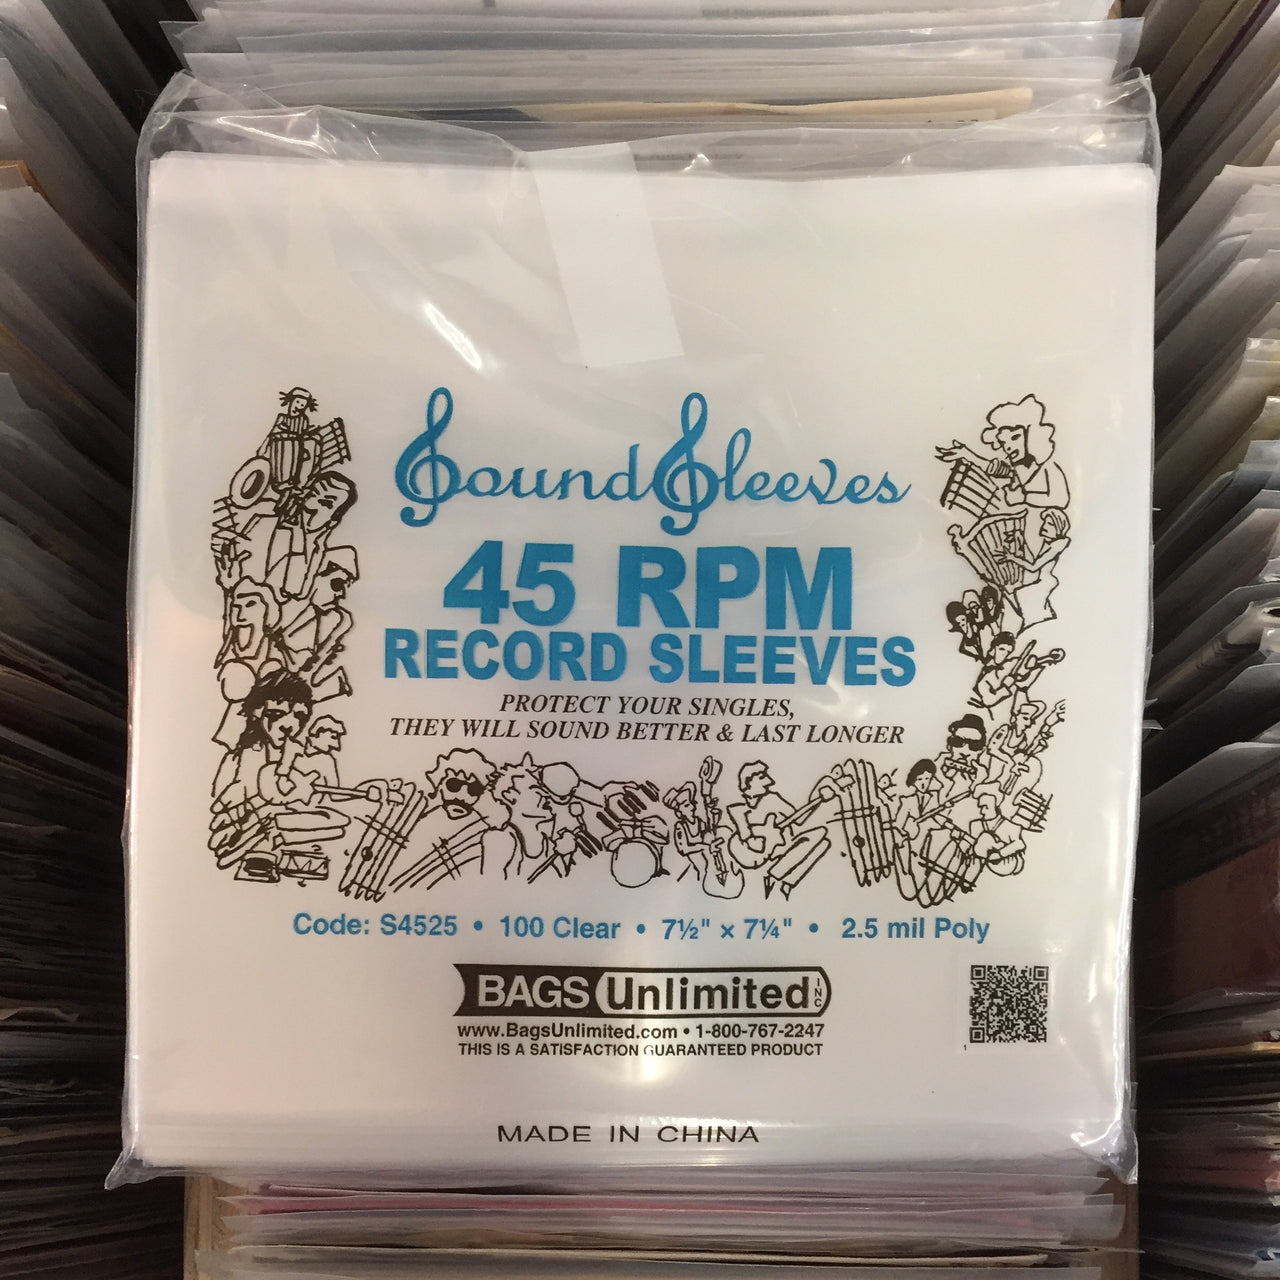 SoundSleeves
45 RPM
RECORD SLEEVES
PROTECT YOUR SINGLES,
THEY WILL SOUND BETTER & LAST LONGER
Code: S4525 • 100 Clear • 7½" x 7¼" • 2.5 mil Poly
BAGS Unlimited INC
www.BagsUnlimited.com • 1-800-767-2247
THIS IS A SATISFACTION GUARANTEED PRODUCT
1
MADE IN CHINA